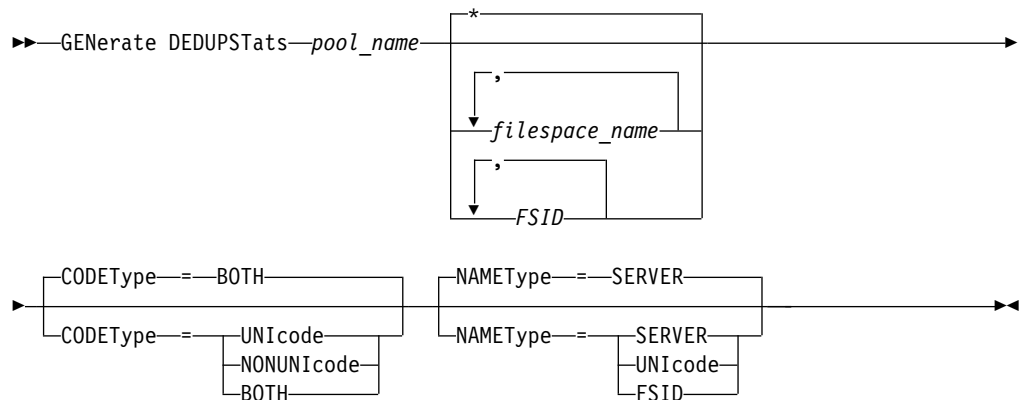 *
GENerate DEDUPSTats pool_name
,
filespace_name
,
FSID
CODEType = BOTH NAMEType = SERVER
CODEType = UNIcode NAMEType = SERVER
NONUNIcode UNIcode
BOTH FSID